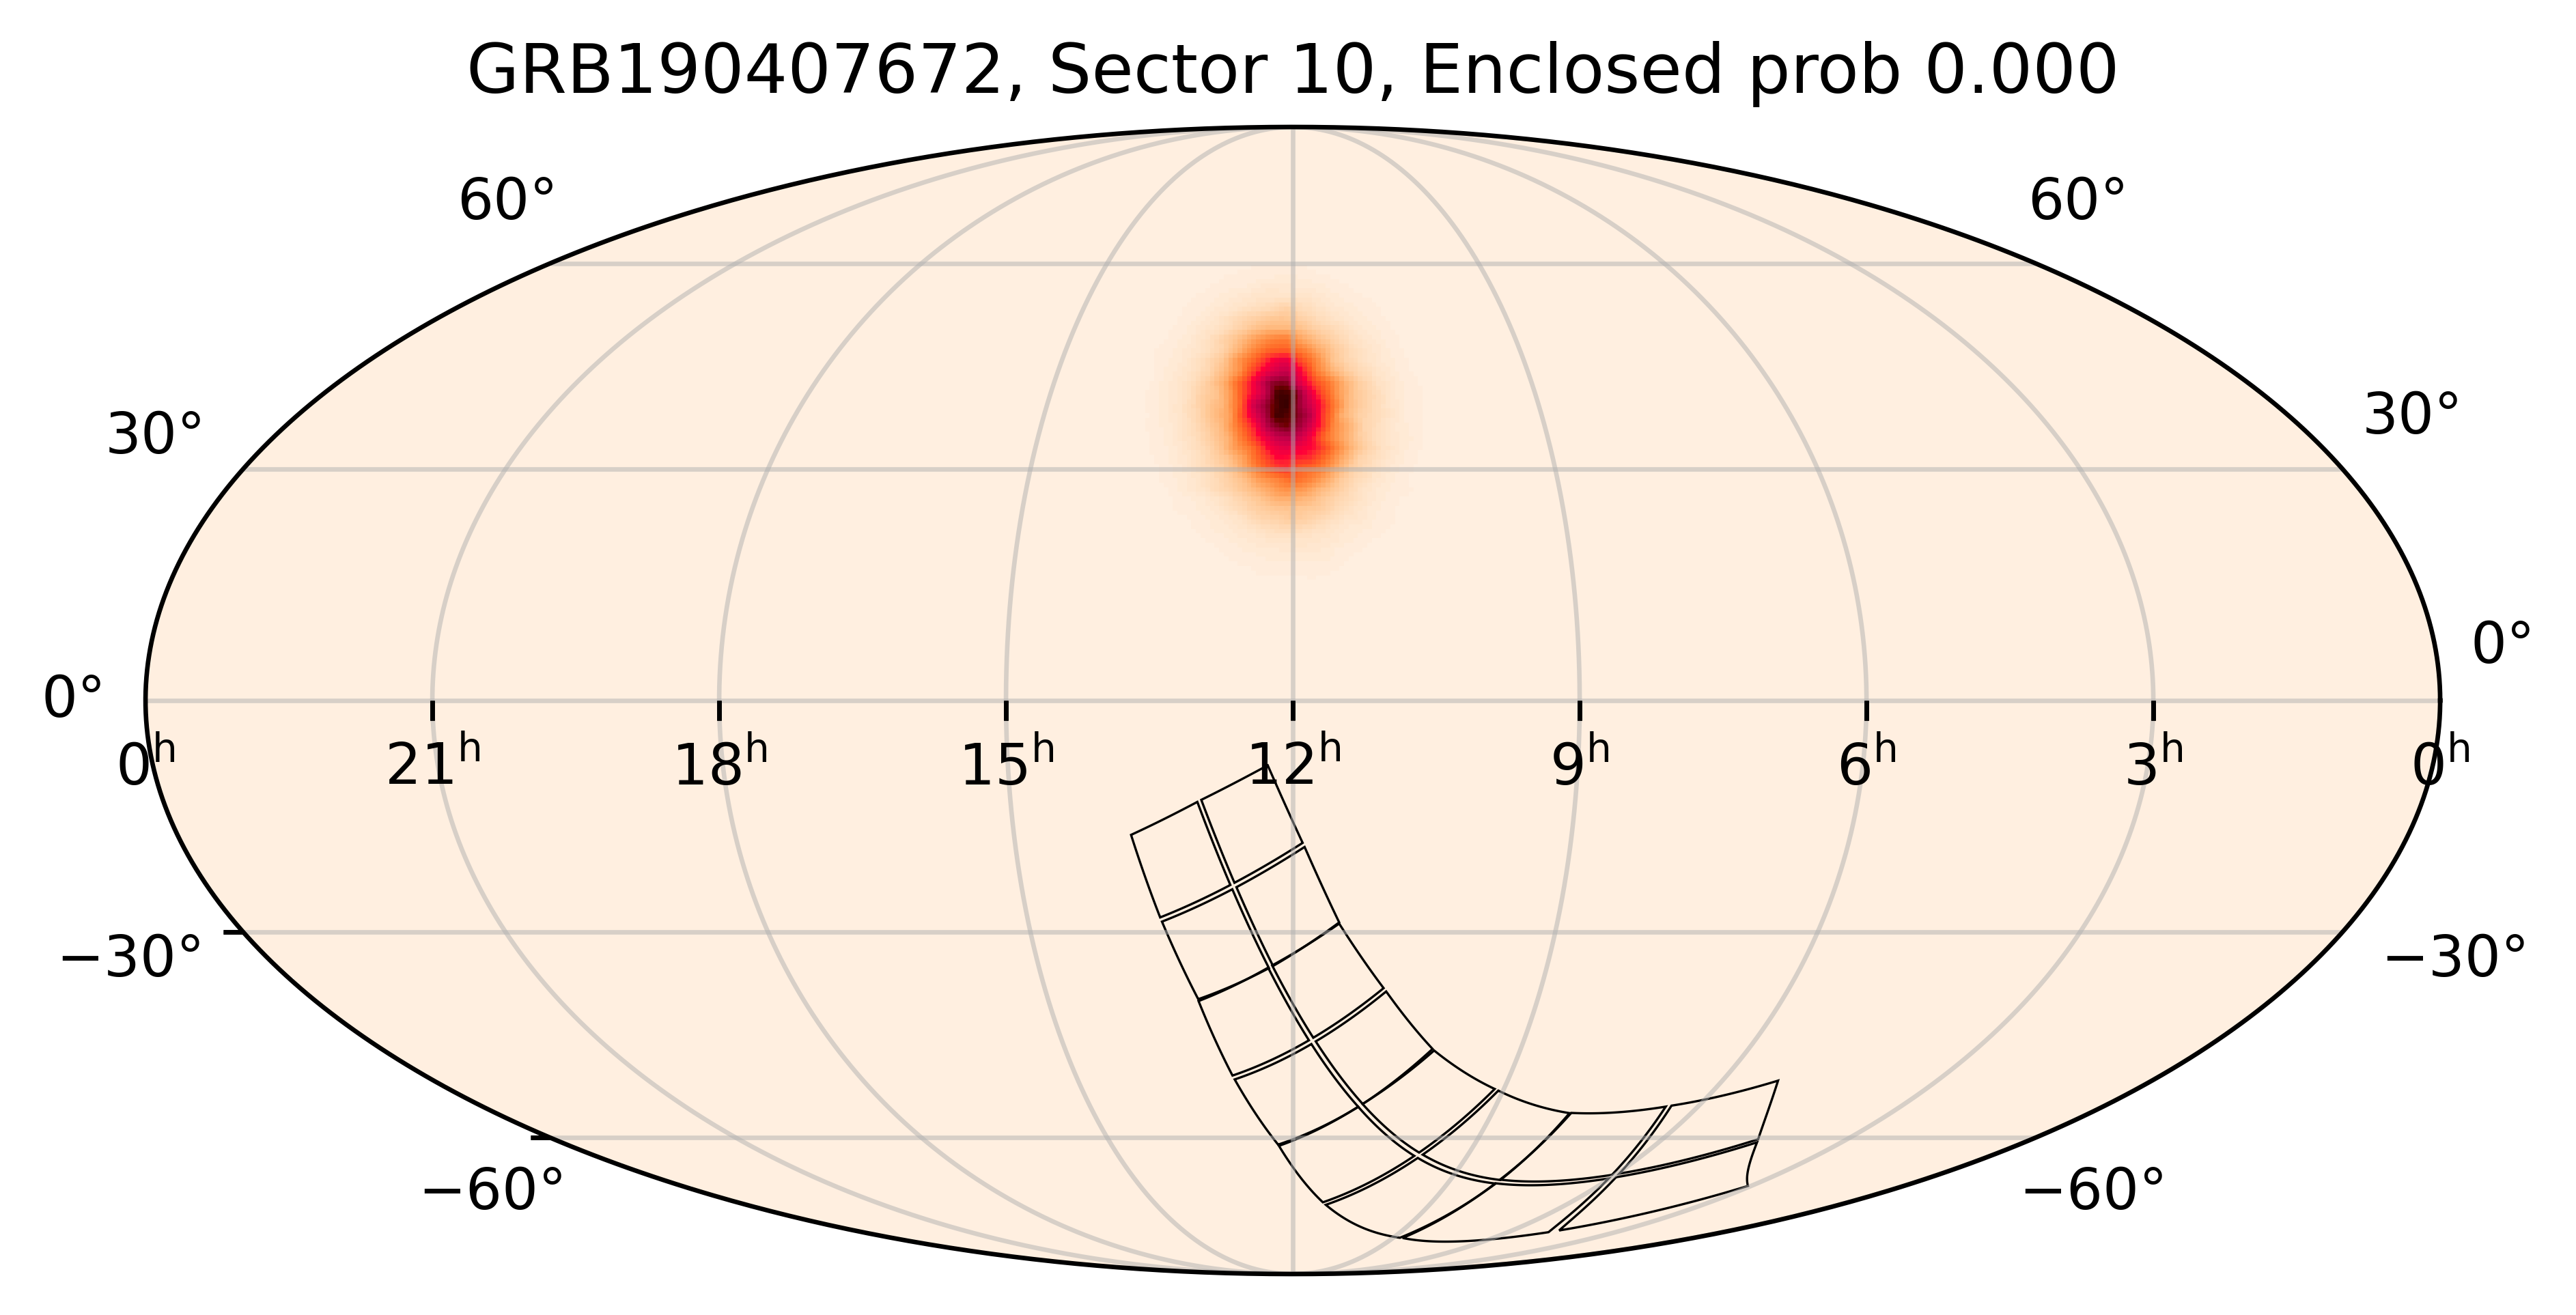 GRB190407672, Sector 10, Enclosed prob 0.000
60° 60°
30° 30°
0° 0°
0h 21h 18h 15h 12h 9h 6h 3h 0h
−30° −30°
−60° −60°